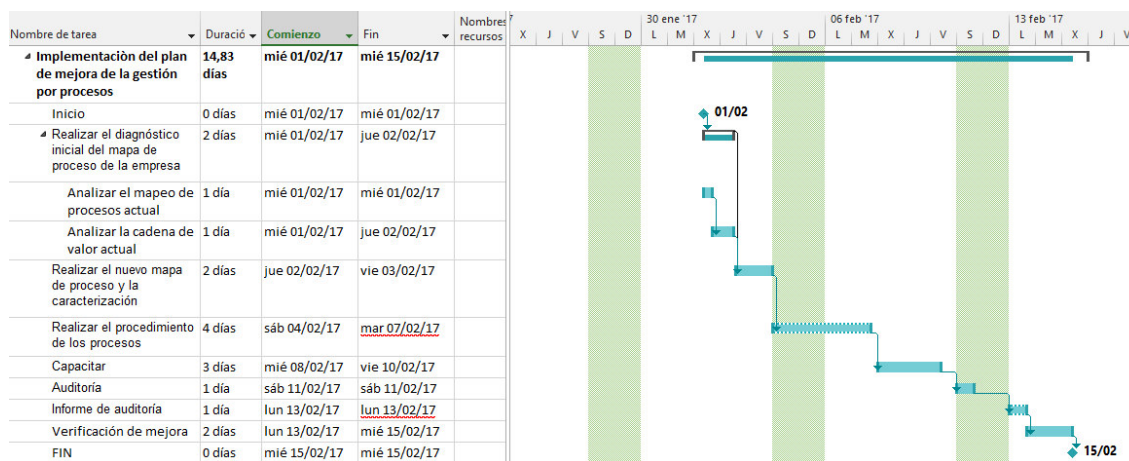 Nombres
30 ene '17 06 feb '17 13 feb '17
Nombre de tarea Duració Comienzo Fin recursos X J V S D L M X J V S D L M X J V S D L M X J V
Implementaciòn del plan 14,83 mié 01/02/17 mié 15/02/17
de mejora de la gestión días
por procesos
Inicio 0 días mié 01/02/17 mié 01/02/17 01/02
Realizar el diagnóstico 2 días mié 01/02/17 jue 02/02/17
inicial del mapa de
proceso de la empresa
Analizar el mapeo de 1 día mié 01/02/17 mié 01/02/17
procesos actual
Analizar la cadena de 1 día mié 01/02/17 jue 02/02/17
valor actual
Realizar el nuevo mapa 2 días jue 02/02/17 vie 03/02/17
de proceso y la
caracterización
Realizar el procedimiento 4 días sáb 04/02/17 mar 07/02/17
de los procesos
Capacitar 3 días mié 08/02/17 vie 10/02/17
Auditoría 1 día sáb 11/02/17 sáb 11/02/17
Informe de auditoría 1 día lun 13/02/17 lun 13/02/17
Verificación de mejora 2 días lun 13/02/17 mié 15/02/17
FIN 0 días mié 15/02/17 mié 15/02/17 15/02